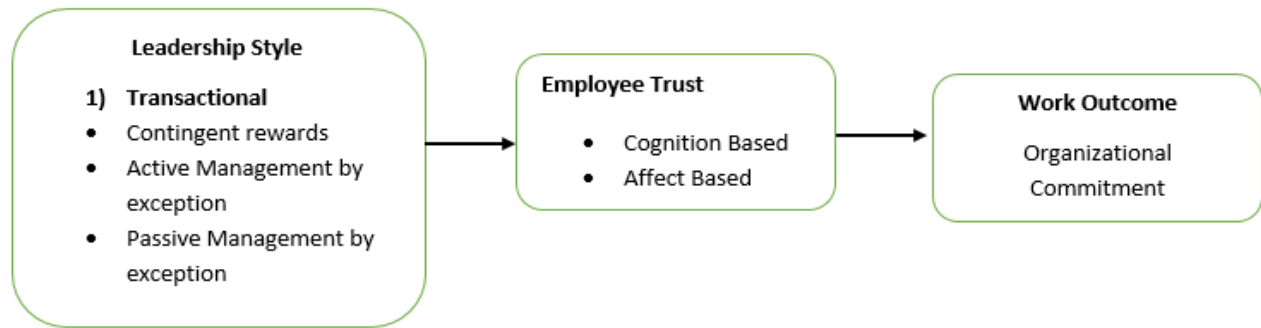 Leadership Style
1) Transactional
• Contingent rewards
• Active Management by
exception
• Passive Management by
exception
Employee Trust
• Cognition Based
• Affect Based
Work Outcome
Organizational
Commitment